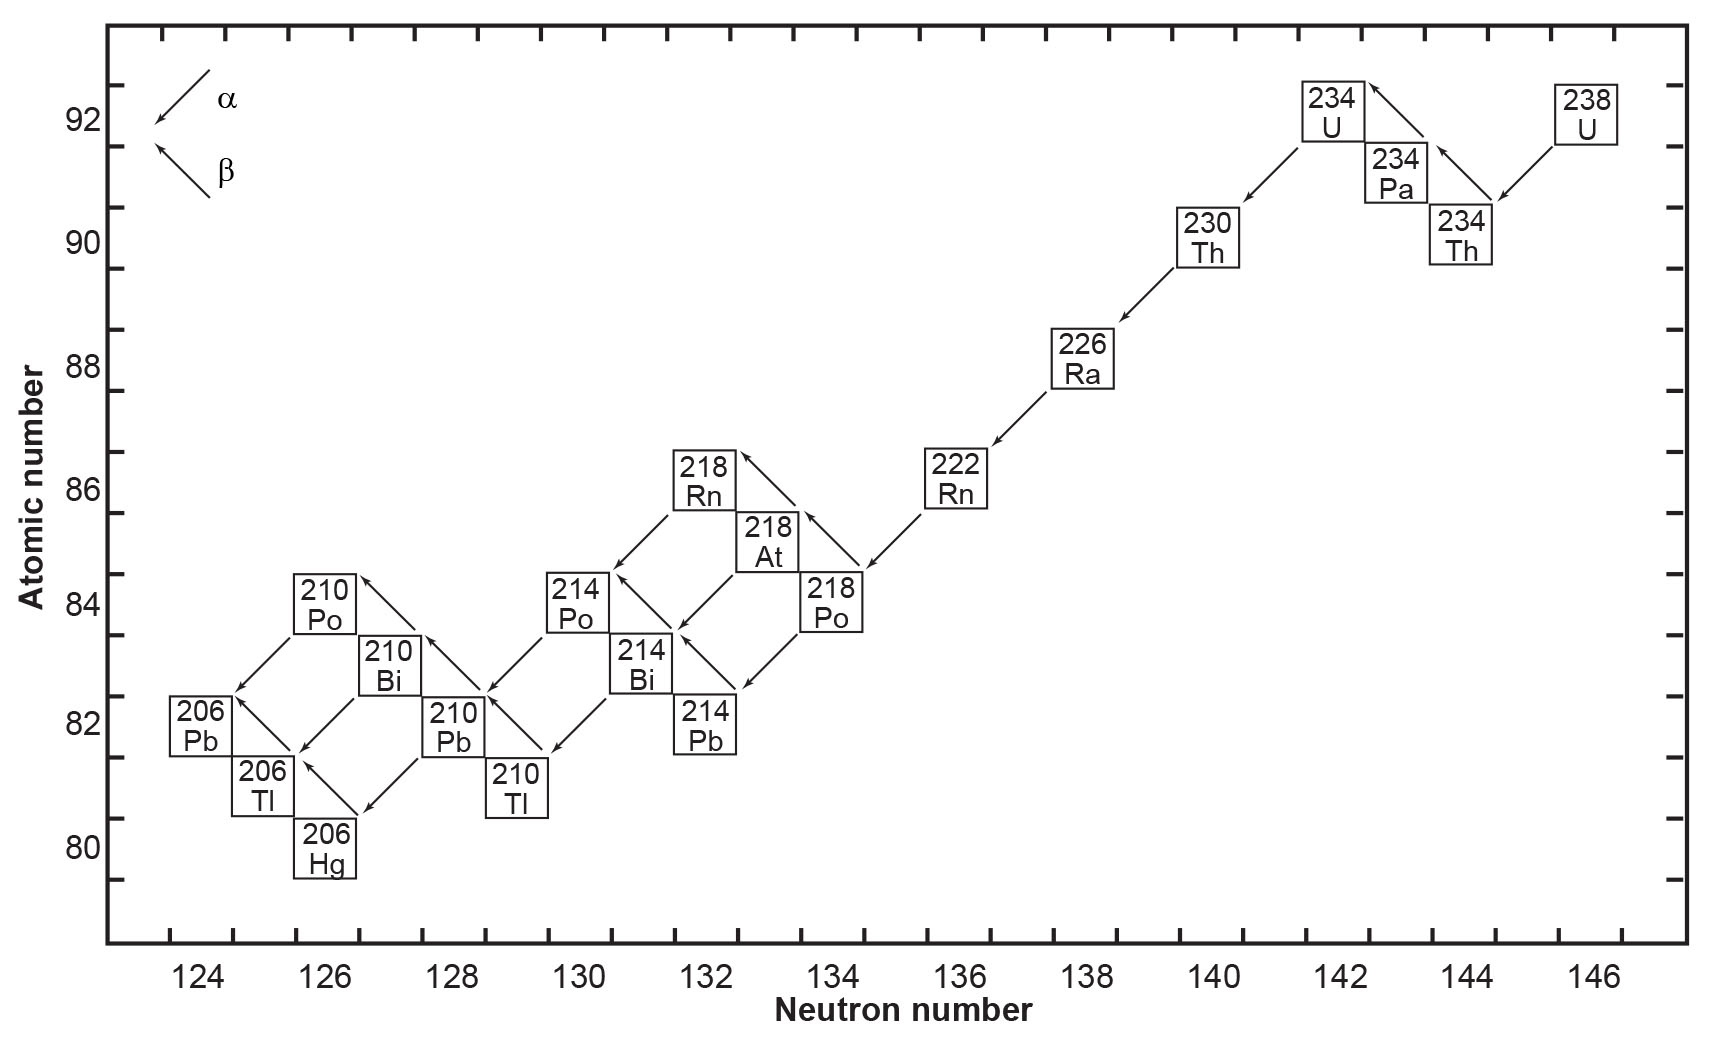 α
β
92
90
88
86
84
82
80
Atomic number
234
U
238
U
234
Pa
234
Th
230
Th
226
Ra
222
Rn
218
Rn
218
At
218
Po
214
Po
214
Bi
214
Pb
210
Po
210
Bi
210
Pb
210
Tl
206
Pb
206
Tl
206
Hg
124 126 128 130 132 134 136 138 140 142 144 146
Neutron number